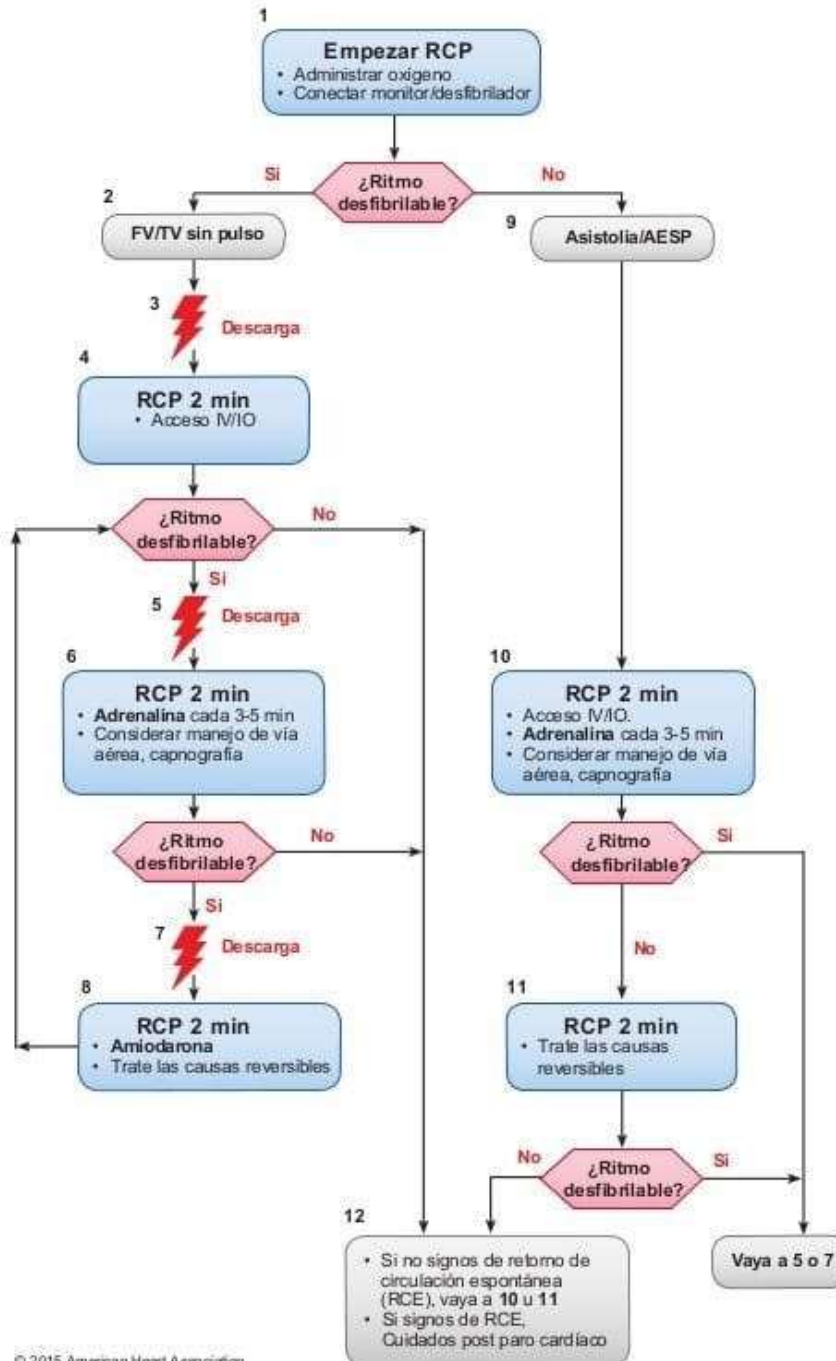 1
Empezar RCP
• Administrar oxígeno
• Conectar monitor/desfibrilador
¿Ritmo
desfibrilable?
Si
No
2
FV/TV sin pulso
9
Asistolia/AESP
3
Descarga
4
RCP 2 min
• Acceso IV/IO
¿Ritmo
desfibrilable?
No
Si
5
Descarga
6
RCP 2 min
• Adrenalina cada 3-5 min
• Considerar manejo de vía
aérea, capnografía
¿Ritmo
desfibrilable?
No
Si
7
Descarga
8
RCP 2 min
• Amiodarona
• Trate las causas reversibles
10
RCP 2 min
• Acceso IV/IO.
• Adrenalina cada 3-5 min
• Considerar manejo de vía
aérea, capnografía
¿Ritmo
desfibrilable?
Si
No
11
RCP 2 min
• Trate las causas
reversibles
¿Ritmo
desfibrilable?
No
Si
12
• Si no signos de retorno de
circulación espontánea
(RCE), vaya a 10 u 11
• Si signos de RCE,
Cuidados post paro cardíaco
Vaya a 5 o 7
© 2015 American Heart Association